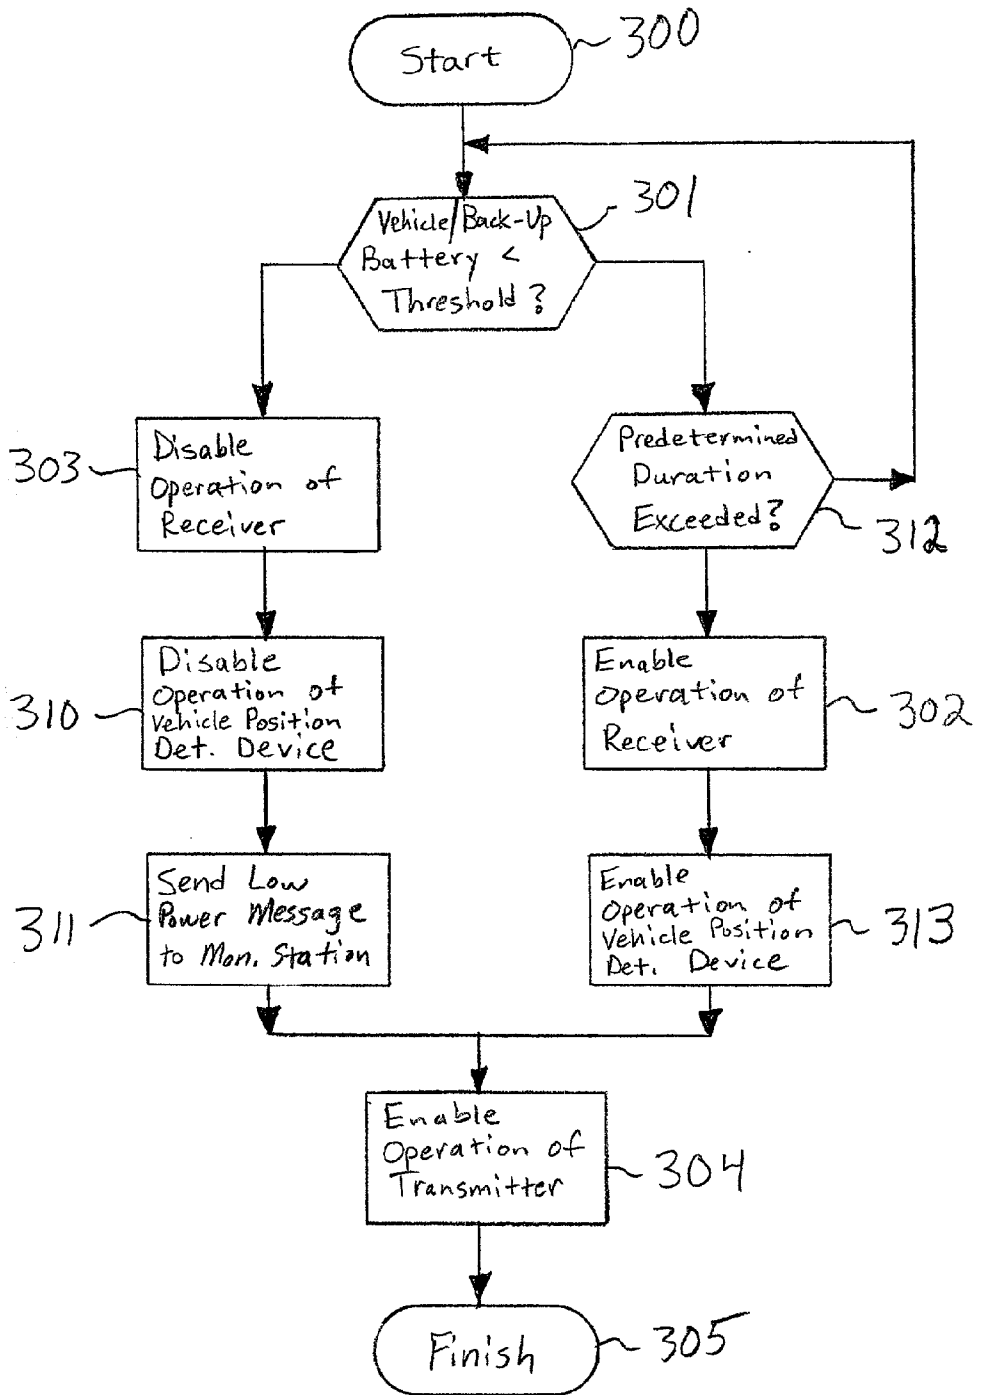 Start
300
Vehicle/Back-Up
Battery <
Threshold?
301
303
Disable
Operation of
Receiver
Predetermined
Duration
Exceeded?
312
310
Disable
Operation of
Vehicle Position
Det. Device
Enable
Operation of
Receiver
302
311
Send Low
Power Message
to Mon. Station
Enable
Operation of
Vehicle Position
Det. Device
313
Enable
Operation of
Transmitter
304
Finish
305